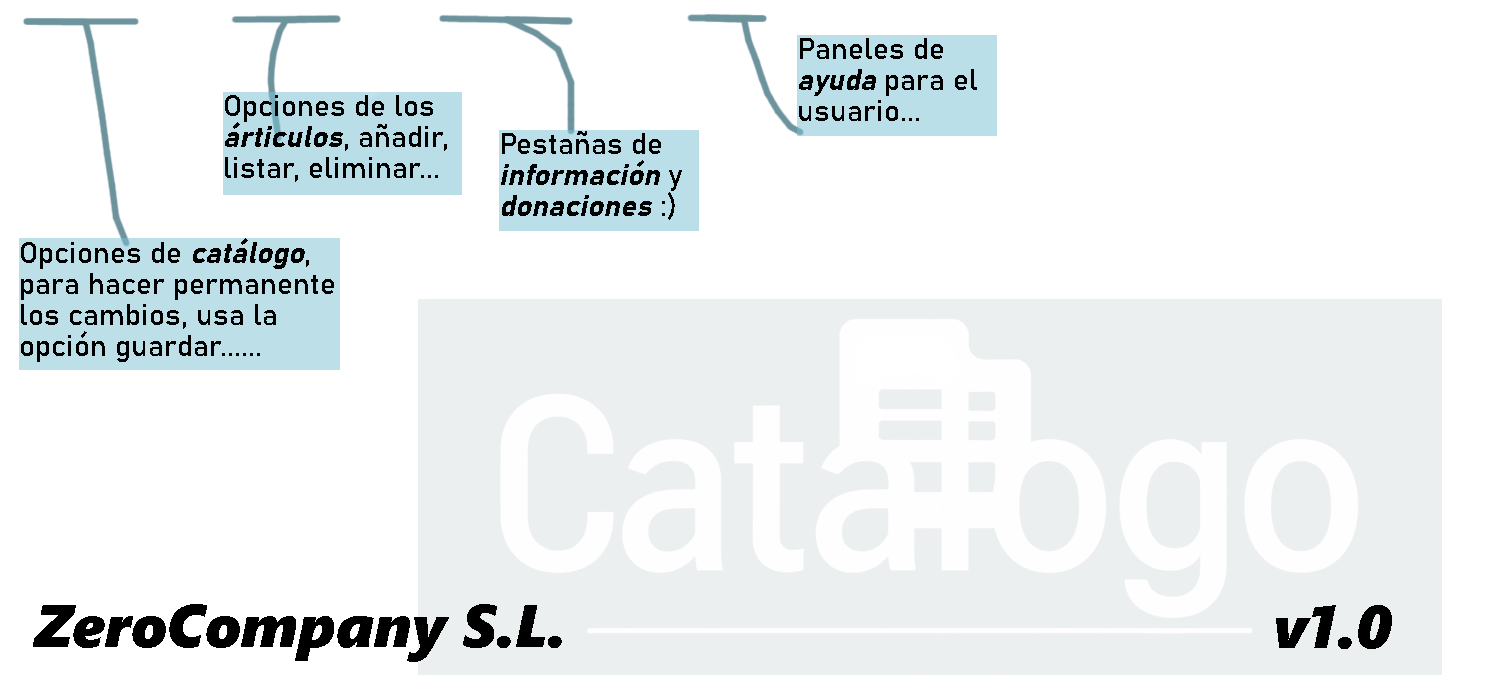 Paneles de
ayuda para el
usuario...
Opciones de los
árticulos, añadir,
listar, eliminar...
Pestañas de
información y
donaciones :)
Opciones de catálogo,
para hacer permanente
los cambios, usa la
opción guardar......
Catálogo
ZeroCompany S.L.
v1.0